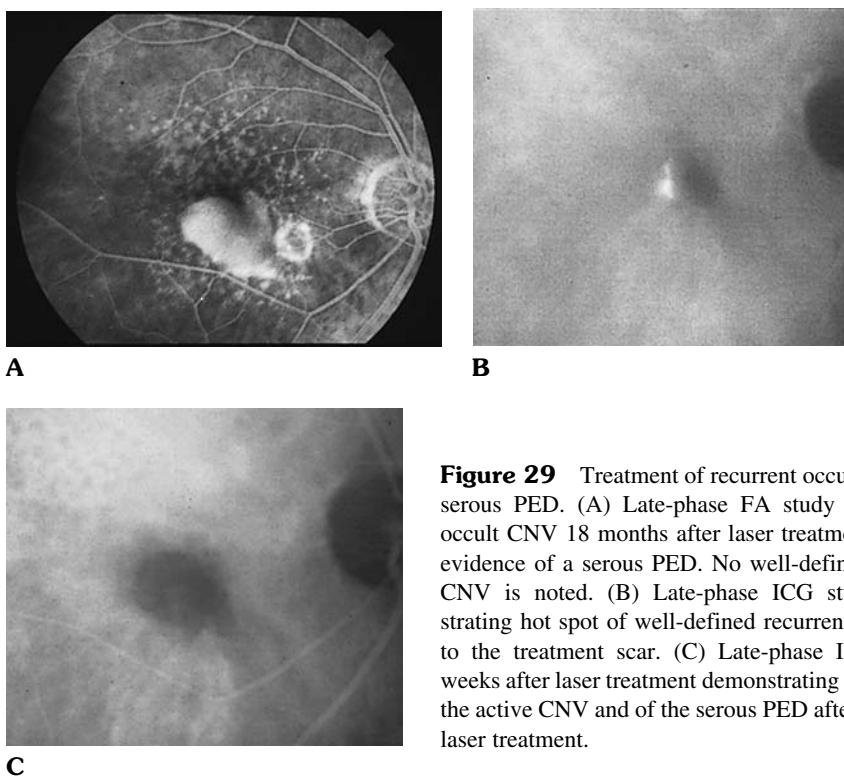 A
B
C
Figure 29 Treatment of recurrent occu
serous PED. (A) Late-phase FA study
occult CNV 18 months after laser treatm
evidence of a serous PED. No well-defin
CNV is noted. (B) Late-phase ICG stu
strating hot spot of well-defined recurren
to the treatment scar. (C) Late-phase I
weeks after laser treatment demonstrating
the active CNV and of the serous PED afte
laser treatment.